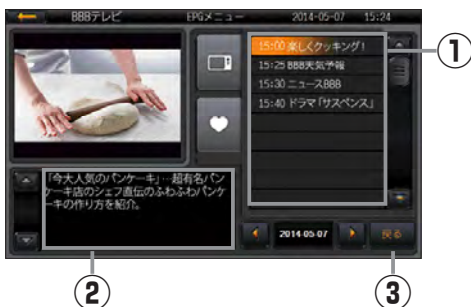 BBBテレビ EPGメニュー 2014-05-07 15:24
15:00 楽しくクッキング！
15:25 BBB天気予報
15:30 ニュースBBB
15:40 ドラマ「サスペンス」
「今大人気のパンケーキ」…超有名パン
ケーキ店のシェフ直伝のふわふわパンケ
ーキの作り方を紹介。
2014-05-07 戻る
①
②
③